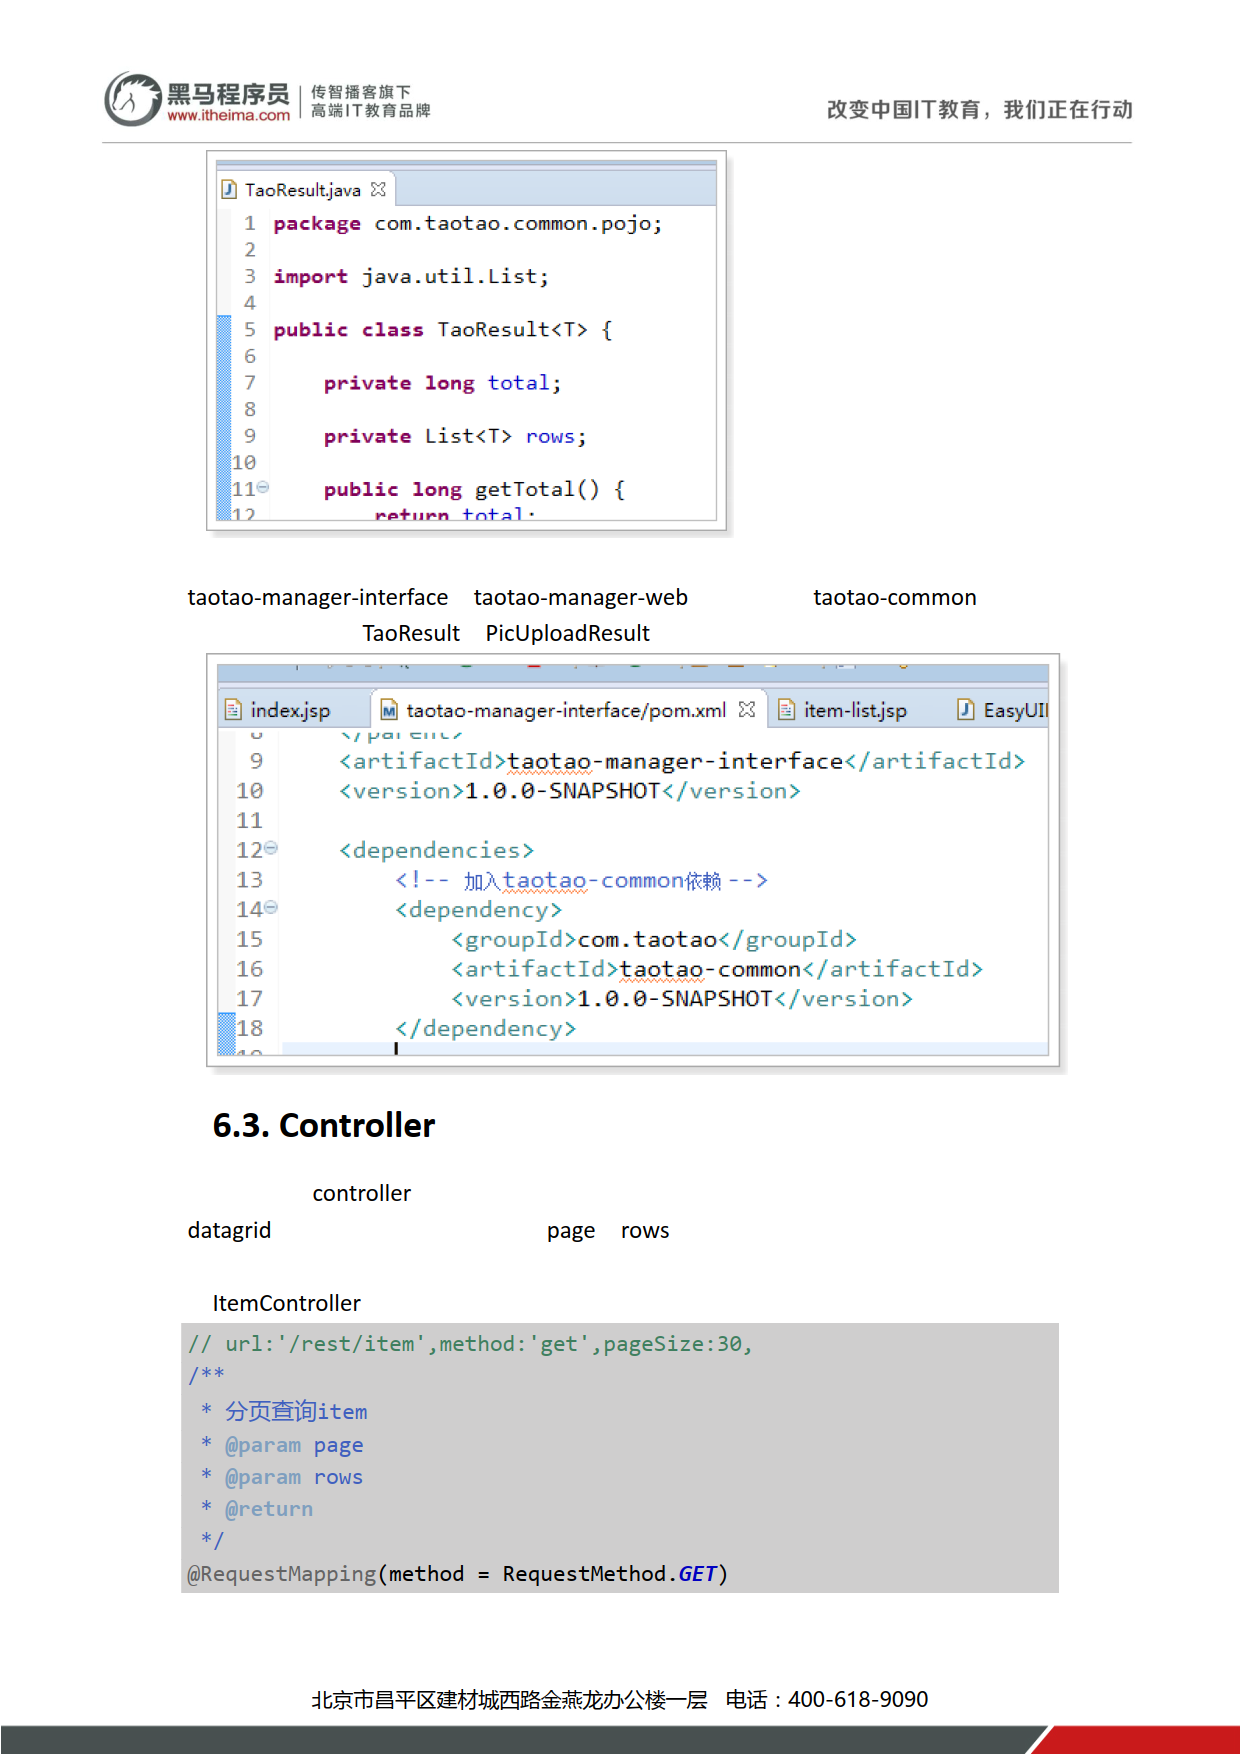 黑马程序员
www.itheima.com
传智播客旗下
高端IT教育品牌
改变中国IT教育，我们正在行动
TaoResult.java
1 package com.taotao.common.pojo;
2
3 import java.util.List;
4
5 public class TaoResult<T> {
6
7 private long total;
8
9 private List<T> rows;
10
11 public long getTotal() {
12 return total;
taotao-manager-interface taotao-manager-web taotao-common
TaoResult PicUploadResult
index.jsp taotao-manager-interface/pom.xml item-list.jsp EasyUI
8 </parent>
9 <artifactId>taotao-manager-interface</artifactId>
10 <version>1.0.0-SNAPSHOT</version>
11
12 <dependencies>
13 <!-- 加入taotao-common依赖 -->
14 <dependency>
15 <groupId>com.taotao</groupId>
16 <artifactId>taotao-common</artifactId>
17 <version>1.0.0-SNAPSHOT</version>
18 </dependency>
19
6.3. Controller
controller
datagrid page rows
ItemController
// url:'/rest/item',method:'get',pageSize:30,
/**
* 分页查询item
* @param page
* @param rows
* @return
*/
@RequestMapping(method = RequestMethod.GET)
北京市昌平区建材城西路金燕龙办公楼一层 电话：400-618-9090